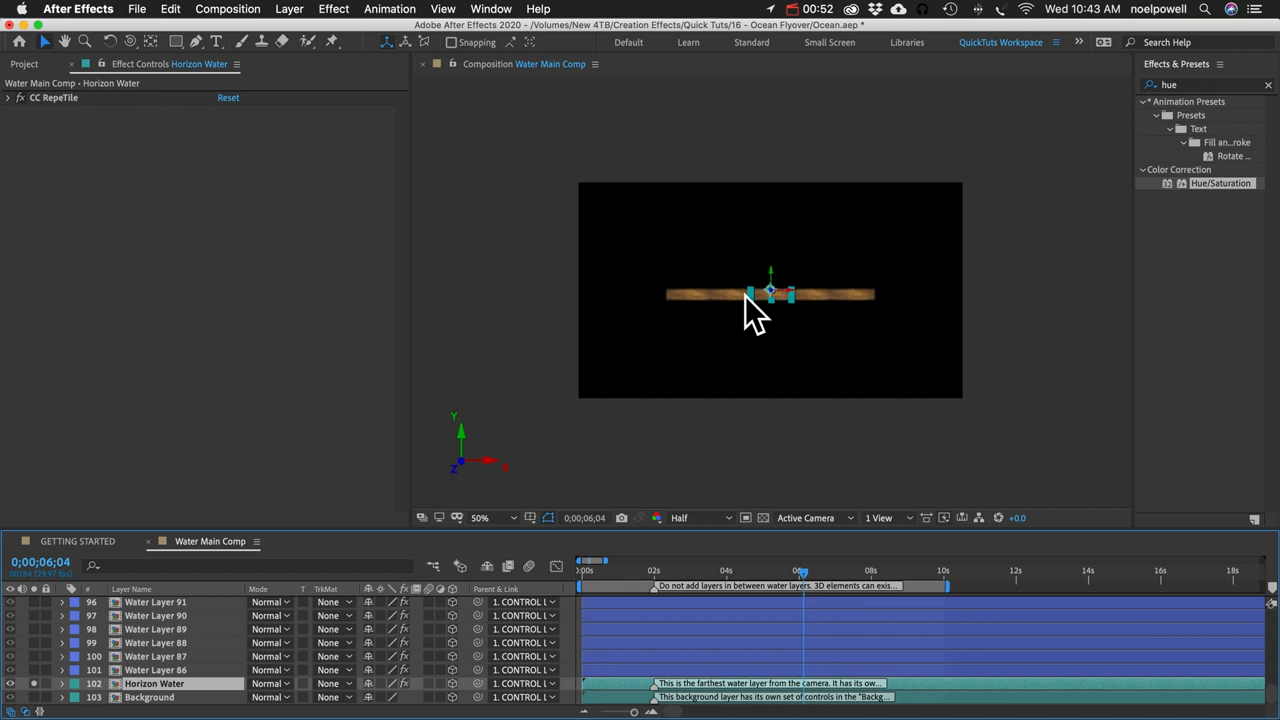 After Effects File Edit Composition Layer Effect Animation View Window Help 00:52 Wed 10:43 AM noelpowell
Adobe After Effects 2020 - /Volumes/New 4TB/Creation Effects/Quick Tuts/16 - Ocean Flyover/Ocean.aep *
Snapping Default Learn Standard Small Screen Libraries QuickTuts Workspace Search Help
Project Effect Controls Horizon Water Composition Water Main Comp Effects & Presets
Water Main Comp • Horizon Water hue
fx CC RepeTile Reset * Animation Presets
Presets
Text
Fill an...roke
Rotate ...
Color Correction
Hue/Saturation
Y
Z X
50% 0;00;06;04 Half Active Camera 1 View +0.0
GETTING STARTED Water Main Comp
0;00;06;04
00184 (29.97 fps)
0:00s 02s 04s 06s 08s 10s 12s 14s 16s 18s
# Layer Name Mode T TrkMat Parent & Link Do not add layers in between water layers. 3D elements can exis...
96 Water Layer 91 Normal None fx 1. CONTROL L
97 Water Layer 90 Normal None fx 1. CONTROL L
98 Water Layer 89 Normal None fx 1. CONTROL L
99 Water Layer 88 Normal None fx 1. CONTROL L
100 Water Layer 87 Normal None fx 1. CONTROL L
101 Water Layer 86 Normal None fx 1. CONTROL L
102 Horizon Water Normal None fx 1. CONTROL L This is the farthest water layer from the camera. It has its ow...
103 Background Normal None 1. CONTROL L This background layer has its own set of controls in the "Backg...